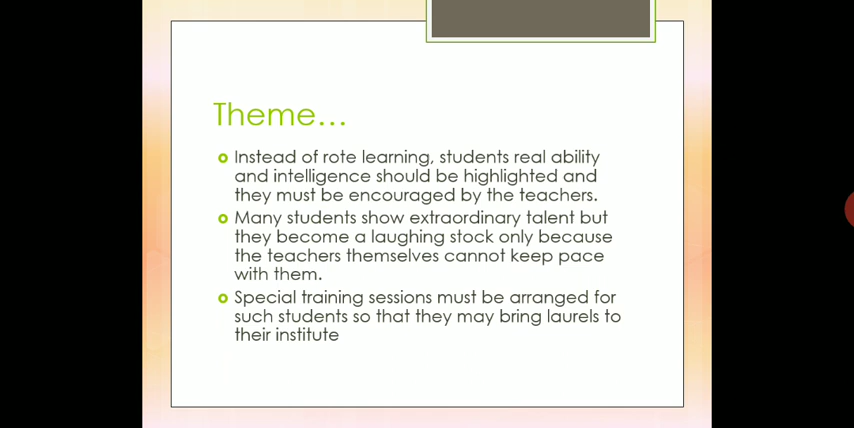 Theme...
Instead of rote learning, students real ability
and intelligence should be highlighted and
they must be encouraged by the teachers.
Many students show extraordinary talent but
they become a laughing stock only because
the teachers themselves cannot keep pace
with them.
Special training sessions must be arranged for
such students so that they may bring laurels to
their institute